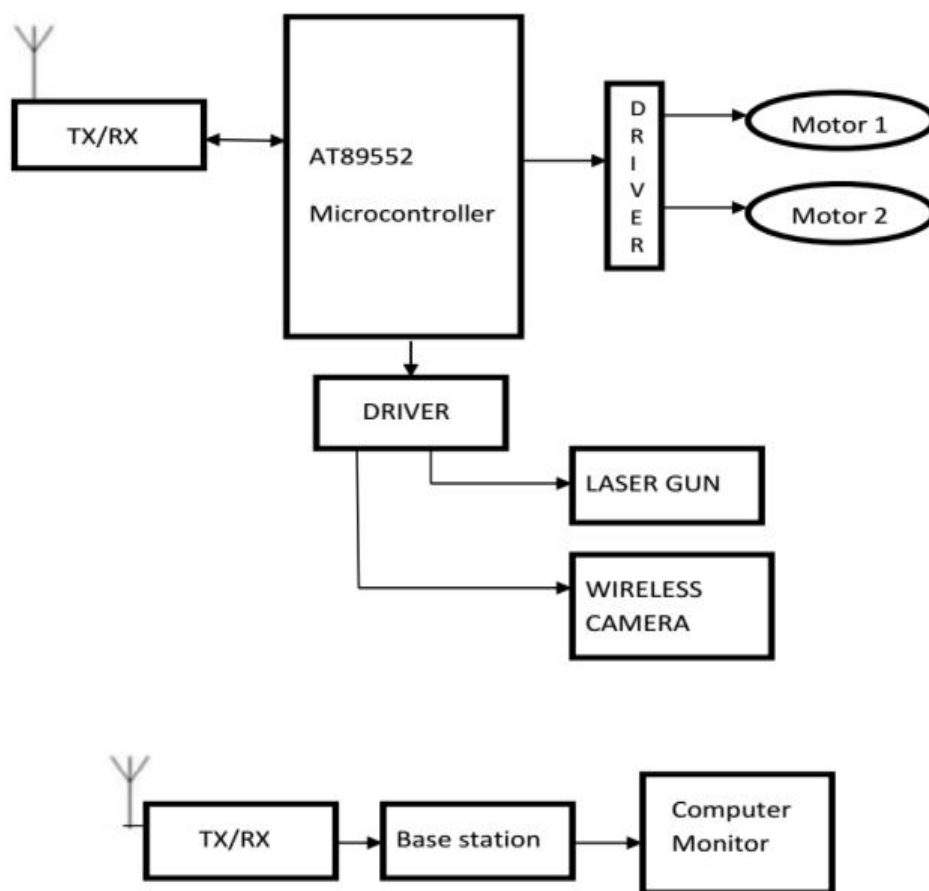 TX/RX
AT89552
Microcontroller
D
R
I
V
E
R
Motor 1
Motor 2
DRIVER
LASER GUN
WIRELESS
CAMERA
TX/RX
Base station
Computer
Monitor